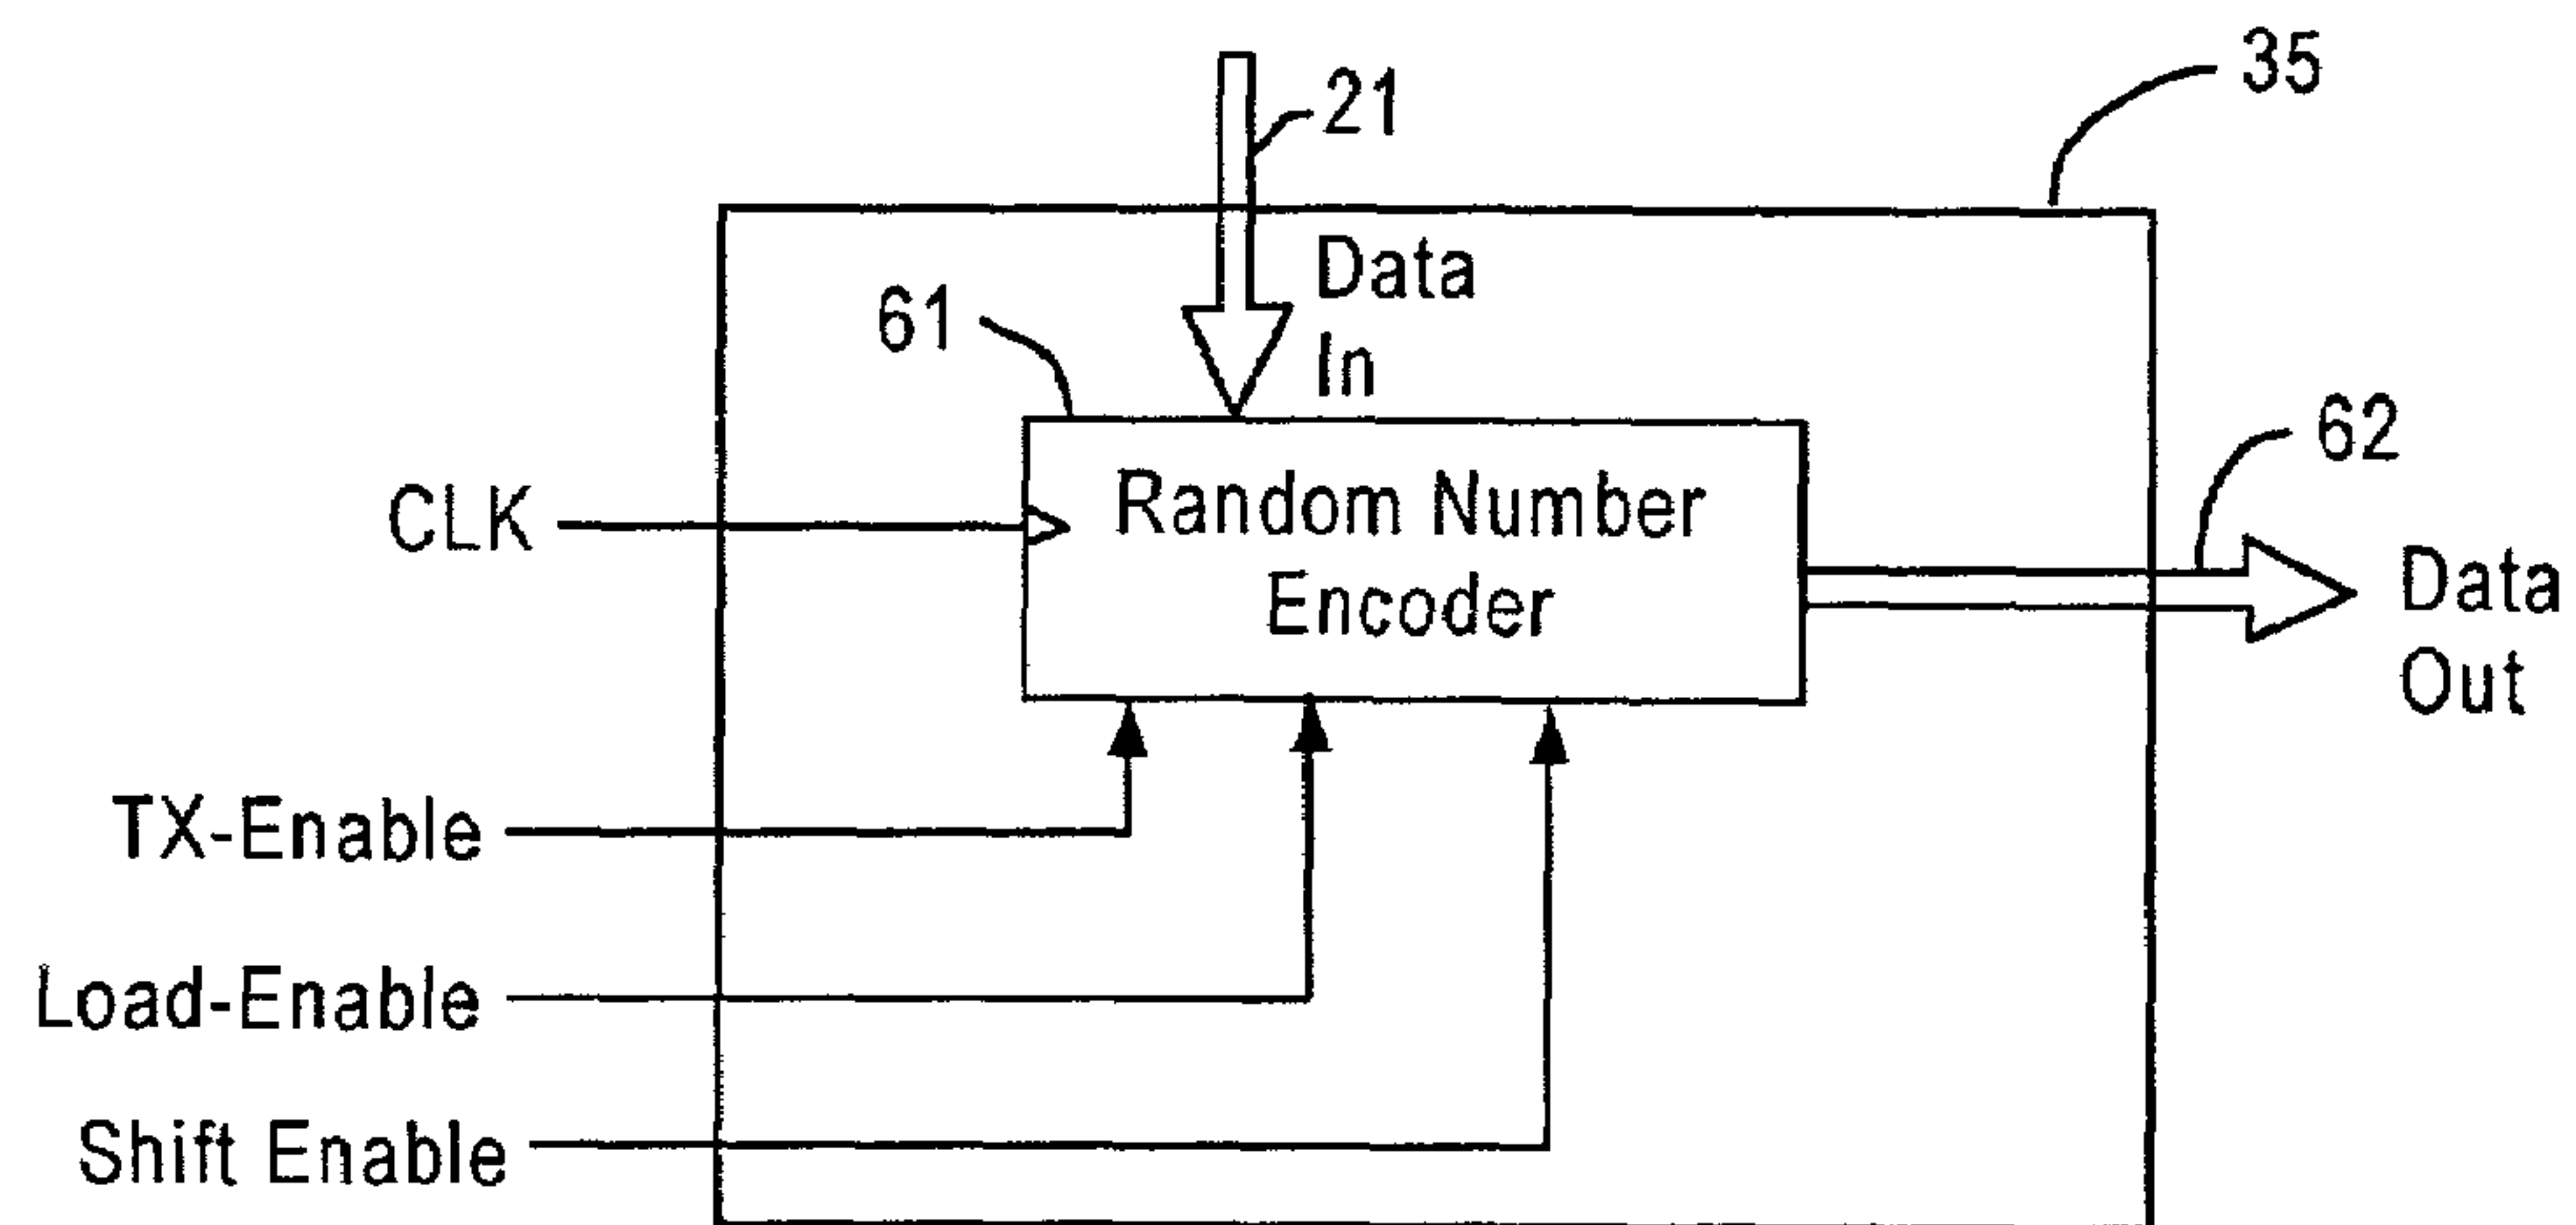 35
21
Data
In
61
62
CLK
Random Number
Encoder
Data
Out
TX-Enable
Load-Enable
Shift Enable